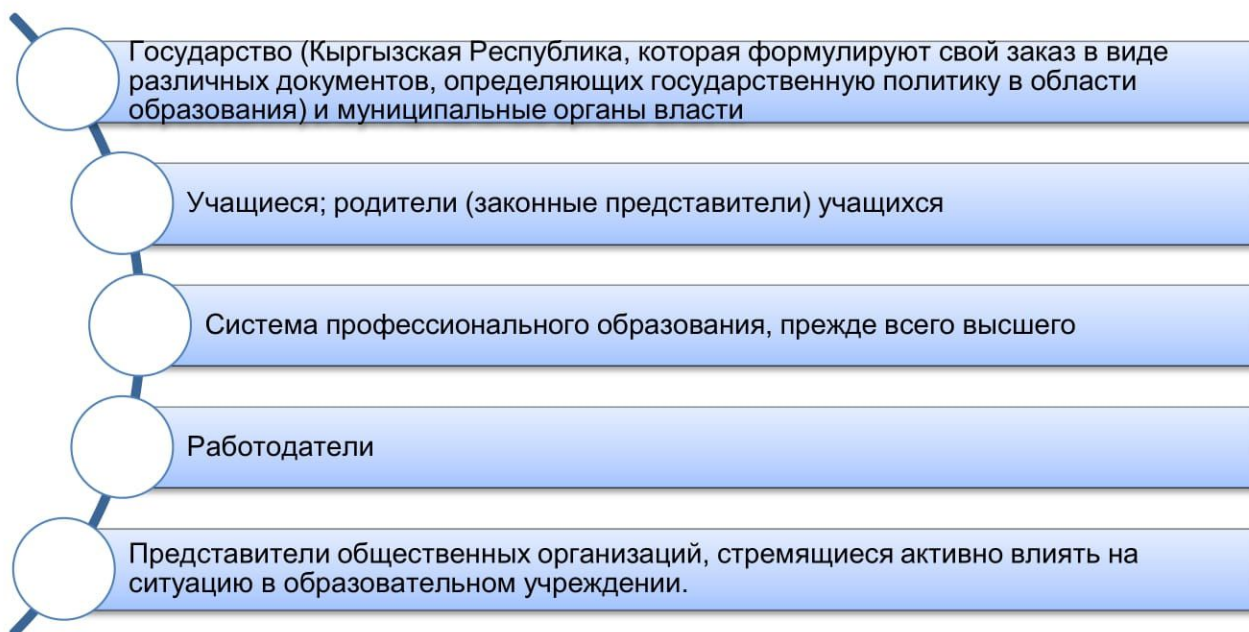 Государство (Кыргызская Республика, которая формулируют свой заказ в виде
различных документов, определяющих государственную политику в области
образования) и муниципальные органы власти
Учащиеся; родители (законные представители) учащихся
Система профессионального образования, прежде всего высшего
Работодатели
Представители общественных организаций, стремящиеся активно влиять на
ситуацию в образовательном учреждении.